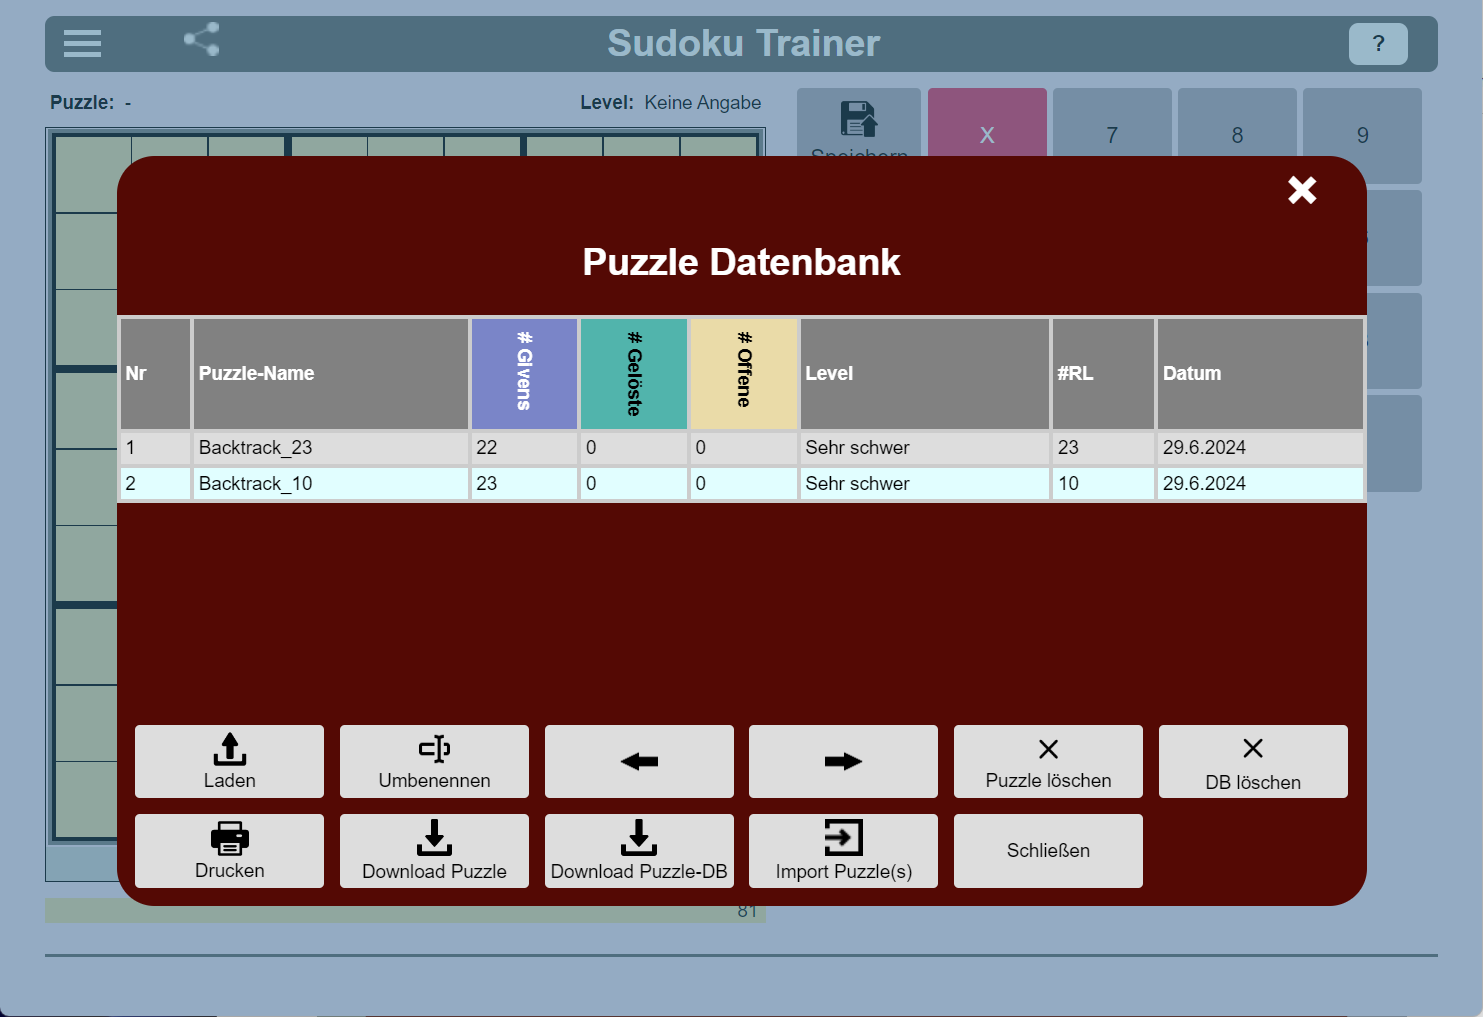 Sudoku Trainer
?
Puzzle: -
Level: Keine Angabe
Speichern
X
7
8
9
Puzzle Datenbank
Nr
Puzzle-Name
# Givens
# Gelöste
# Offene
Level
#RL
Datum
1
Backtrack_23
22
0
0
Sehr schwer
23
29.6.2024
2
Backtrack_10
23
0
0
Sehr schwer
10
29.6.2024
Laden
Umbenennen
Puzzle löschen
DB löschen
Drucken
Download Puzzle
Download Puzzle-DB
Import Puzzle(s)
Schließen
81